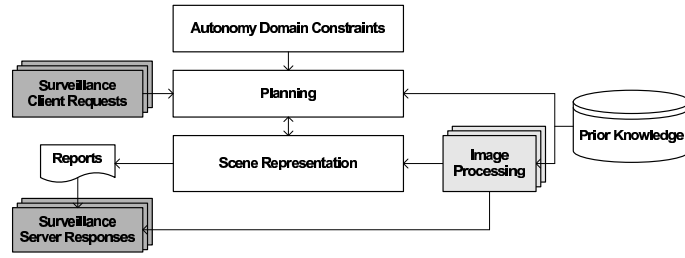 Autonomy Domain Constraints
Surveillance
Client Requests
Planning
Prior Knowledge
Reports
Scene Representation
Image
Processing
Surveillance
Server Responses